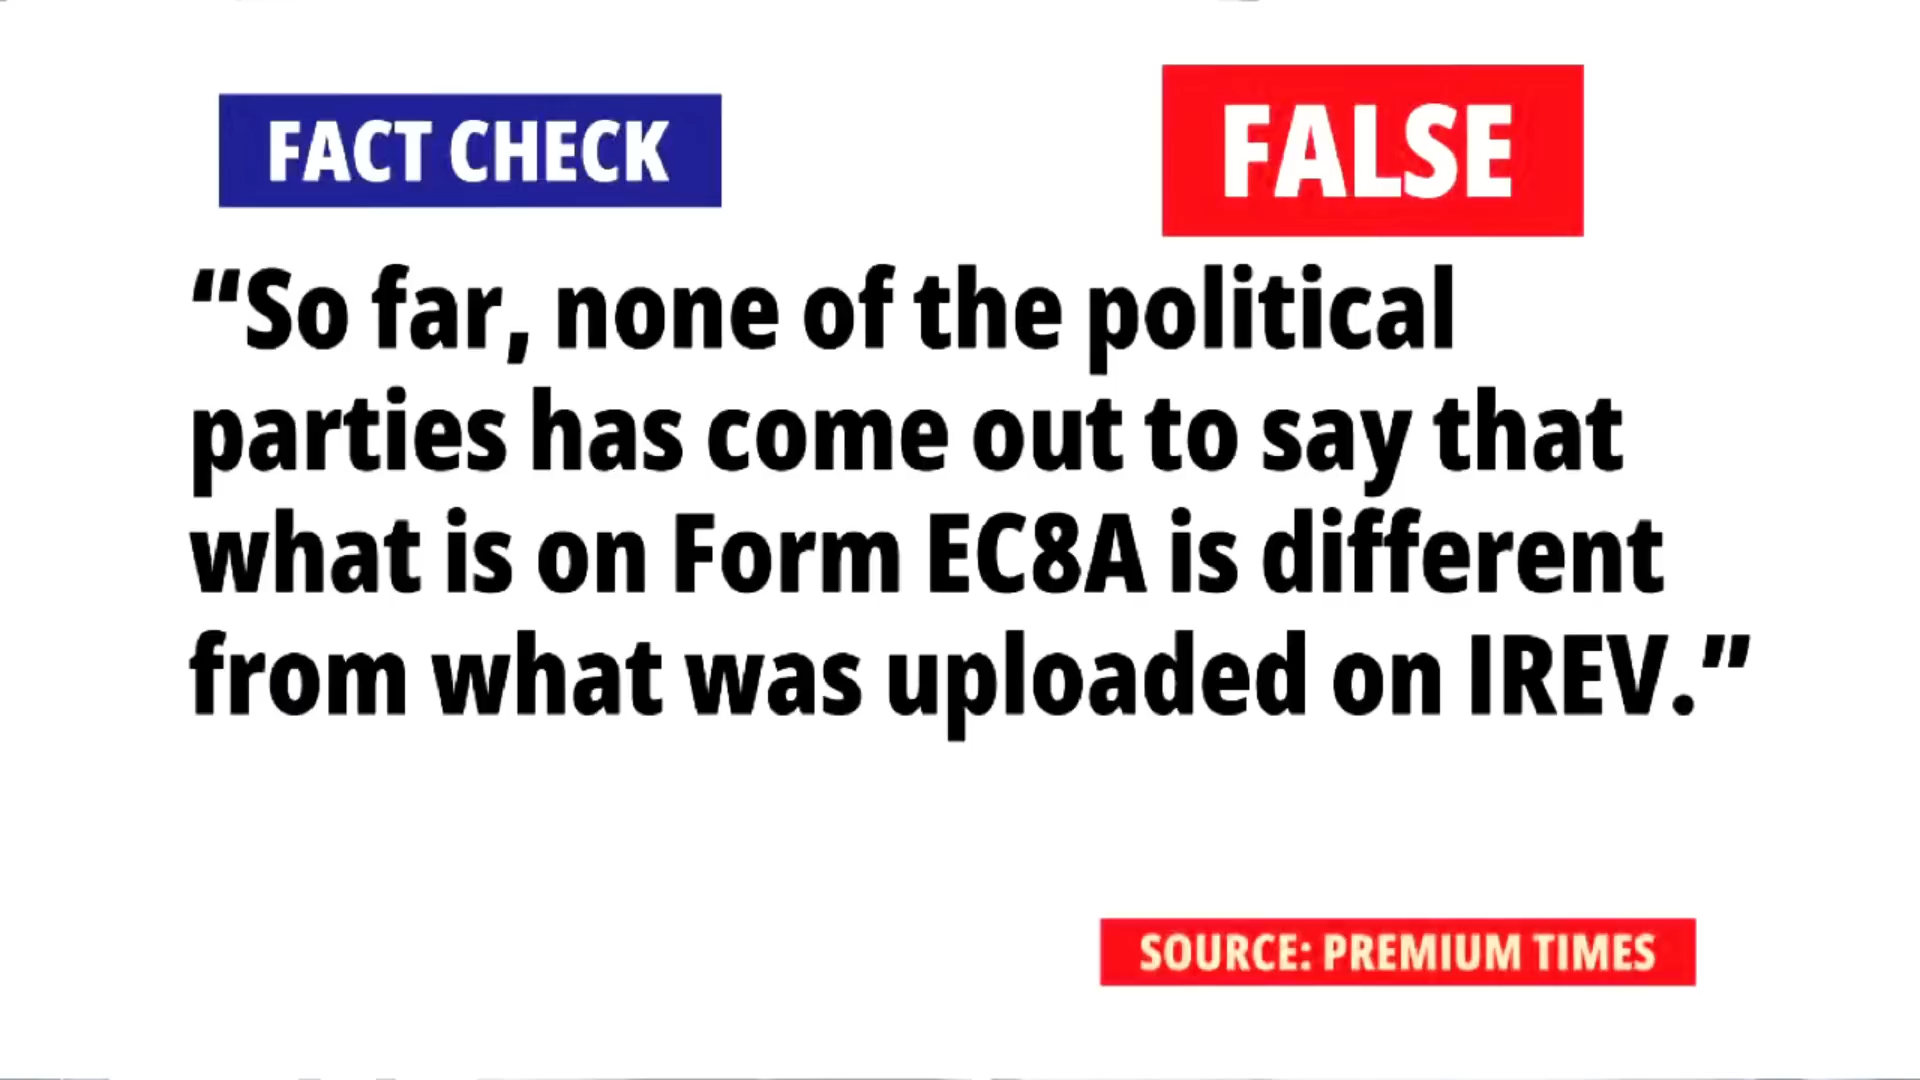 FACT CHECK
FALSE
“So far, none of the political
parties has come out to say that
what is on Form EC8A is different
from what was uploaded on IREV.”
SOURCE: PREMIUM TIMES